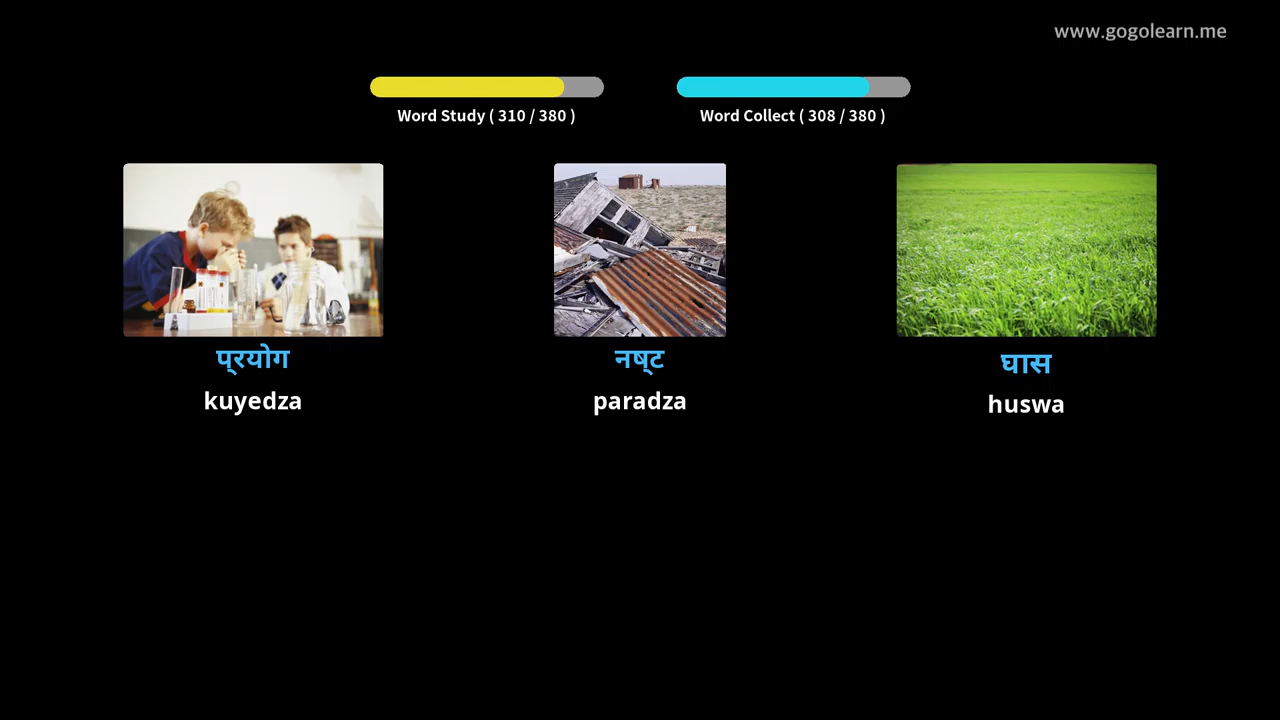 www.gogolearn.me
Word Study ( 310 / 380 )
Word Collect ( 308 / 380 )
प्रयोग
नष्ट
घास
kuyedza
paradza
huswa